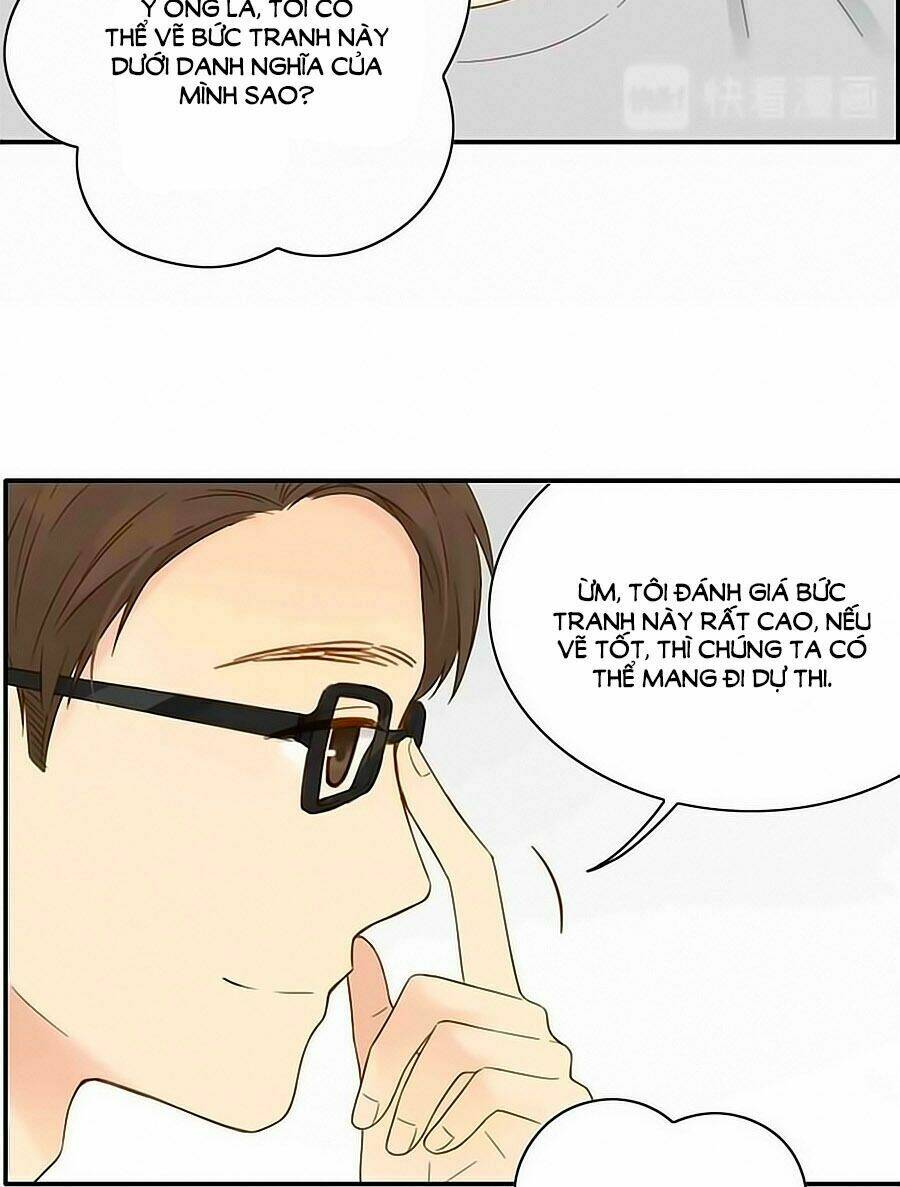 Ý ÔNG LÀ, TÔI CÓ
THỂ VẼ BỨC TRANH NÀY
DƯỚI DANH NGHĨA CỦA
MÌNH SAO?
快看漫画
ỪM, TÔI ĐÁNH GIÁ BỨC
TRANH NÀY RẤT CAO, NẾU
VẼ TỐT, THÌ CHÚNG TA CÓ
THỂ MANG ĐI DỰ THI.